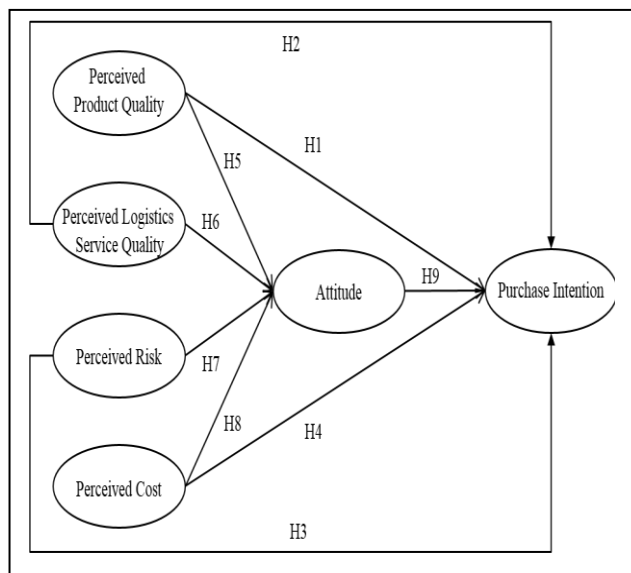 H2
Perceived
Product Quality
H1
H5
Perceived Logistics
Service Quality
H6
Attitude
H9
Purchase Intention
Perceived Risk
H7
H8
H4
Perceived Cost
H3